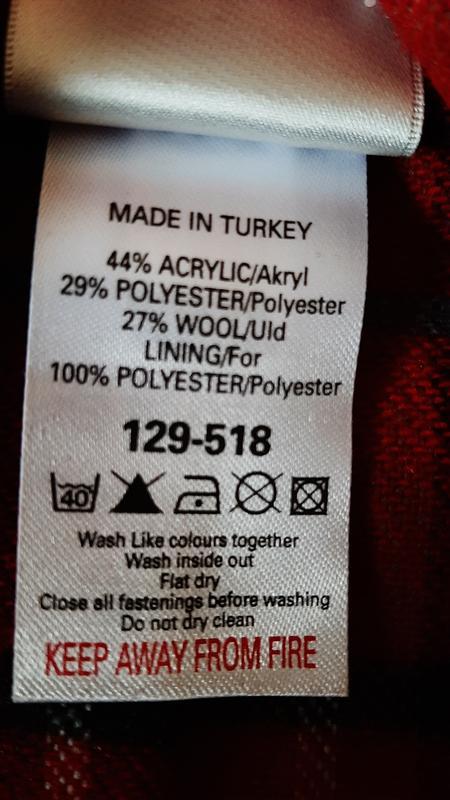 MADE IN TURKEY
44% ACRYLIC/Akryl
29% POLYESTER/Polyester
27% WOOL/Uld
LINING/For
100% POLYESTER/Polyester
129-518
40
Wash Like colours together
Wash inside out
Flat dry
Close all fastenings before washing
Do not dry clean
KEEP AWAY FROM FIRE